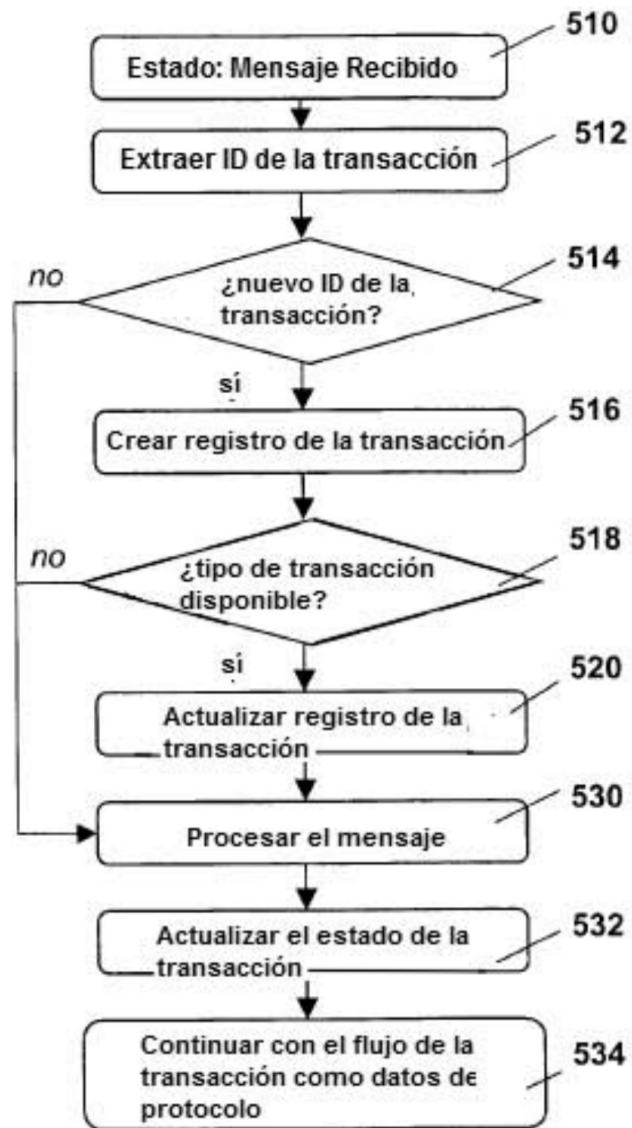 510
Estado: Mensaje Recibido
512
Extraer ID de la transacción
no
514
¿nuevo ID de la
transacción?
sí
516
Crear registro de la transacción
no
518
¿tipo de transacción
disponible?
sí
520
Actualizar registro de la
transacción
530
Procesar el mensaje
532
Actualizar el estado de la
transacción
534
Continuar con el flujo de la
transacción como datos de
protocolo